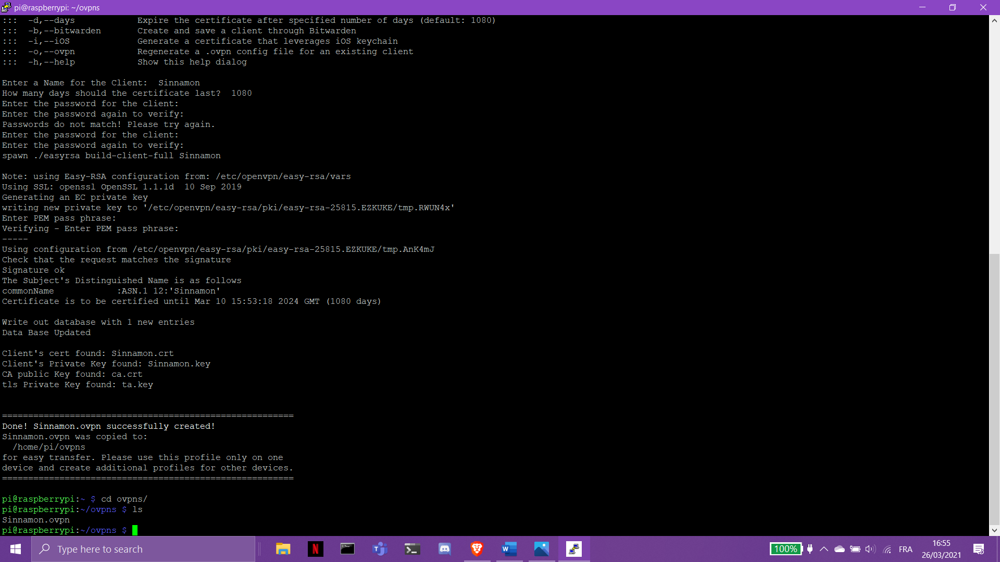 pi@raspberrypi: ~/ovpns
:::  -d,--days            Expire the certificate after specified number of days (default: 1080)
:::  -b,--bitwarden       Create and save a client through Bitwarden
:::  -i,--iOS             Generate a certificate that leverages iOS keychain
:::  -o,--ovpn            Regenerate a .ovpn config file for an existing client
:::  -h,--help            Show this help dialog
Enter a Name for the Client:  Sinnamon
How many days should the certificate last?  1080
Enter the password for the client:
Enter the password again to verify:
Passwords do not match! Please try again.
Enter the password for the client:
Enter the password again to verify:
spawn ./easyrsa build-client-full Sinnamon
Note: using Easy-RSA configuration from: /etc/openvpn/easy-rsa/vars
Using SSL: openssl OpenSSL 1.1.1d  10 Sep 2019
Generating an EC private key
writing new private key to '/etc/openvpn/easy-rsa/pki/easy-rsa-25815.EZKUKE/tmp.RWUN4x'
Enter PEM pass phrase:
Verifying - Enter PEM pass phrase:
-----
Using configuration from /etc/openvpn/easy-rsa/pki/easy-rsa-25815.EZKUKE/tmp.AnK4mJ
Check that the request matches the signature
Signature ok
The Subject's Distinguished Name is as follows
commonName            :ASN.1 12:'Sinnamon'
Certificate is to be certified until Mar 10 15:53:18 2024 GMT (1080 days)
Write out database with 1 new entries
Data Base Updated
Client's cert found: Sinnamon.crt
Client's Private Key found: Sinnamon.key
CA public Key found: ca.crt
tls Private Key found: ta.key
========================================================
Done! Sinnamon.ovpn successfully created!
Sinnamon.ovpn was copied to:
  /home/pi/ovpns
for easy transfer. Please use this profile only on one
device and create additional profiles for other devices.
========================================================
pi@raspberrypi:~ $ cd ovpns/
pi@raspberrypi:~/ovpns $ ls
Sinnamon.ovpn
pi@raspberrypi:~/ovpns $
Type here to search
100%
FRA
16:55
26/03/2021